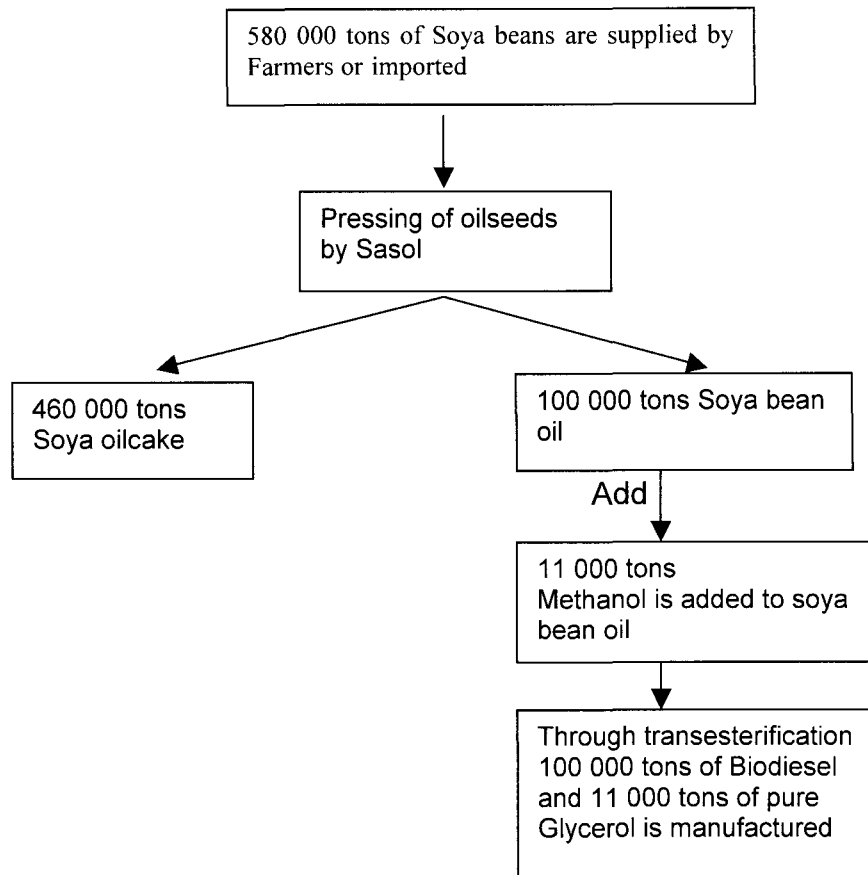 580 000 tons of Soya beans are supplied by
Farmers or imported
Pressing of oilseeds
by Sasol
460 000 tons
Soya oilcake
100 000 tons Soya bean
oil
Add
11 000 tons
Methanol is added to soya
bean oil
Through transesterification
100 000 tons of Biodiesel
and 11 000 tons of pure
Glycerol is manufactured